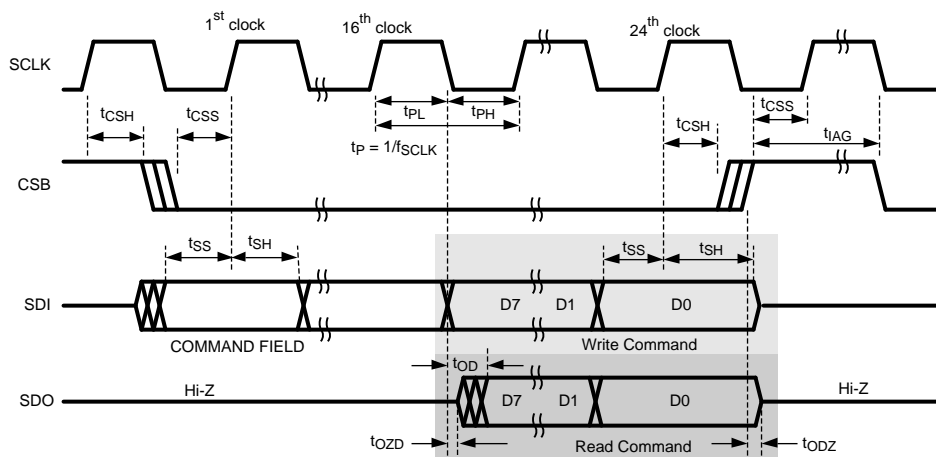 1st clock 16th clock 24th clock
SCLK
tCSH tCSS tPL tPH tCSH tCSS
tP = 1/fSCLK tIAG
CSB
tSS tSH tSS tSH
SDI D7 D1 D0
COMMAND FIELD Write Command
tOD
Hi-Z Hi-Z
SDO D7 D1 D0
tOZD Read Command tODZ